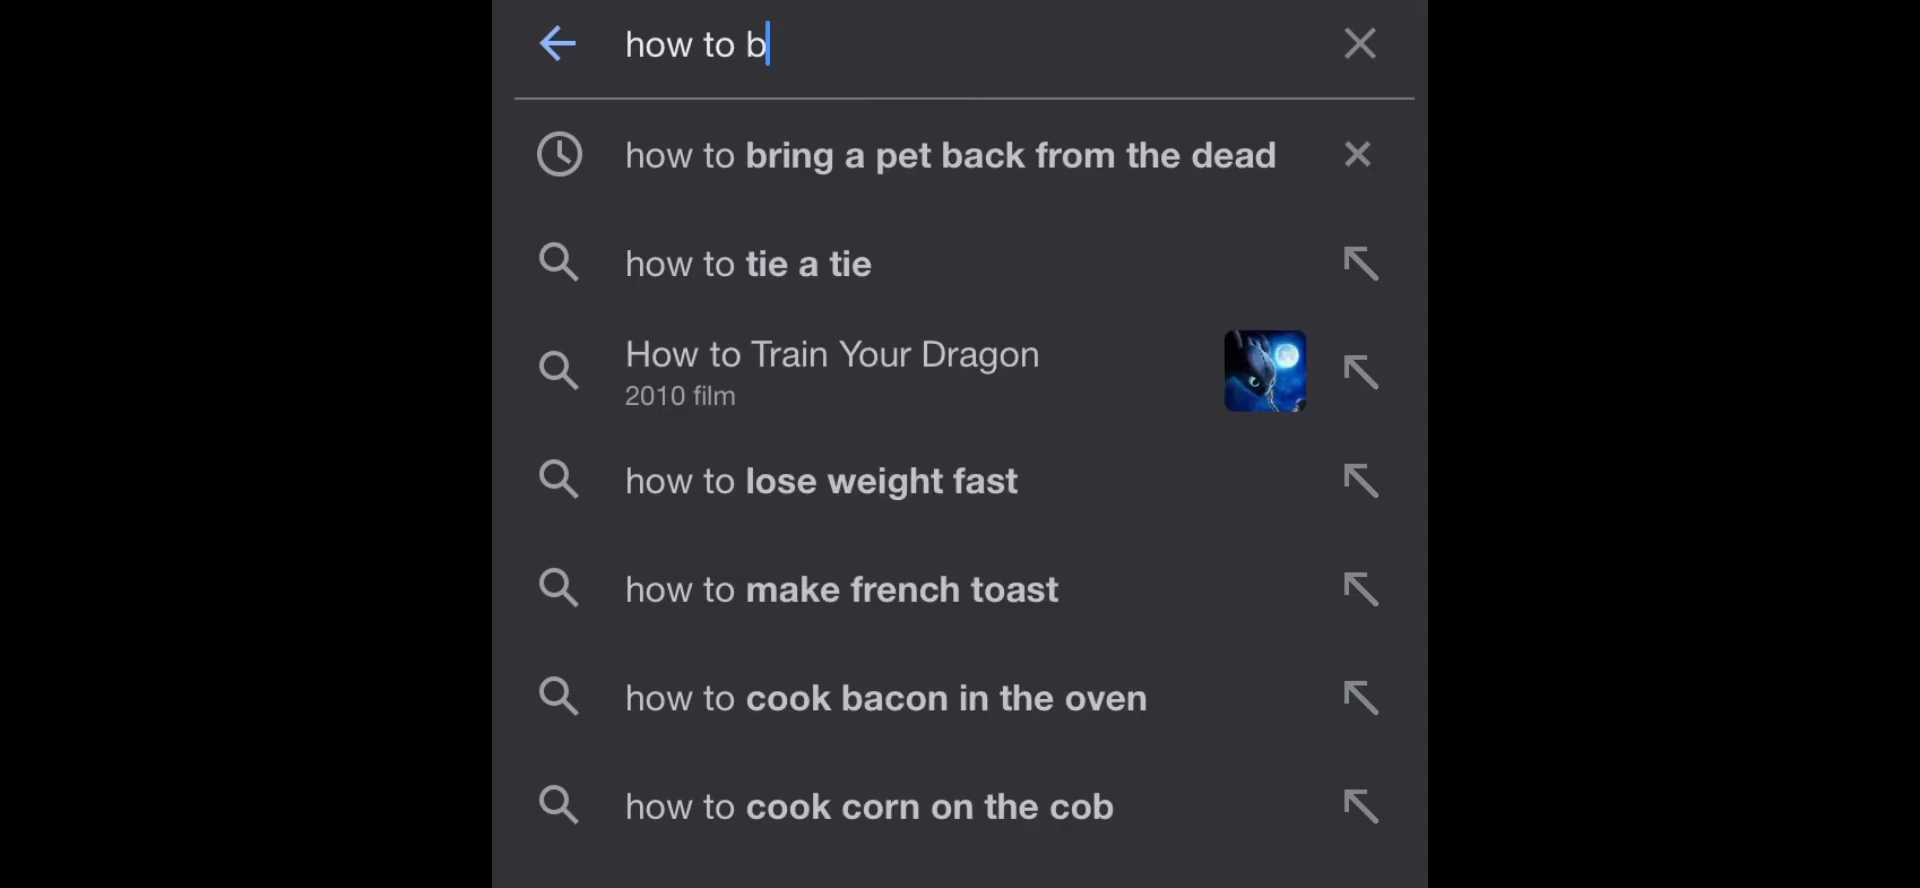 how to b
how to bring a pet back from the dead
how to tie a tie
How to Train Your Dragon
2010 film
how to lose weight fast
how to make french toast
how to cook bacon in the oven
how to cook corn on the cob